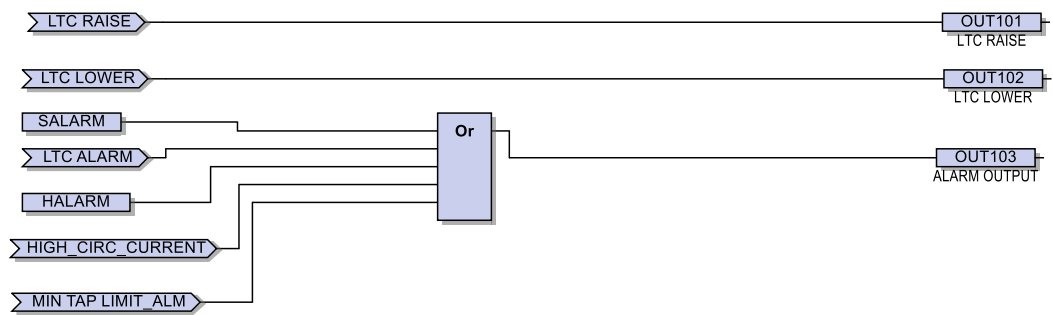 LTC RAISE
OUT101
LTC RAISE
LTC LOWER
OUT102
LTC LOWER
SALARM
Or
LTC ALARM
OUT103
ALARM OUTPUT
HALARM
HIGH_CIRC_CURRENT
MIN TAP LIMIT_ALM